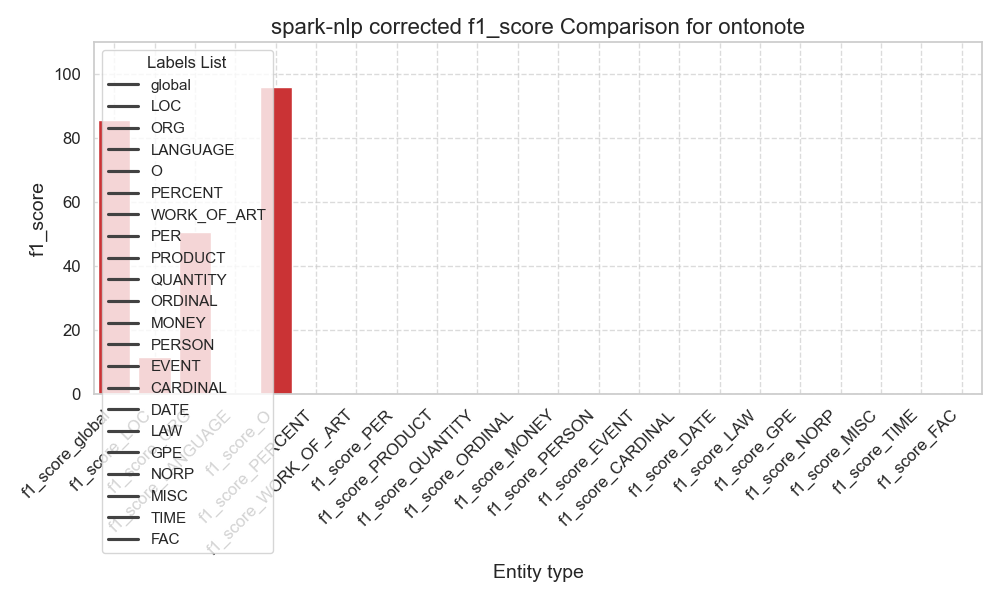 spark-nlp corrected f1_score Comparison for ontonote
f1_score
100
80
60
40
20
0
Labels List
global
LOC
ORG
LANGUAGE
O
PERCENT
WORK_OF_ART
PER
PRODUCT
QUANTITY
ORDINAL
MONEY
PERSON
EVENT
CARDINAL
DATE
LAW
GPE
NORP
MISC
TIME
FAC
f1_score_global
f1_score_LOC
f1_score_ORG
f1_score_LANGUAGE
f1_score_O
f1_score_PERCENT
f1_score_WORK_OF_ART
f1_score_PER
f1_score_PRODUCT
f1_score_QUANTITY
f1_score_ORDINAL
f1_score_MONEY
f1_score_PERSON
f1_score_EVENT
f1_score_CARDINAL
f1_score_DATE
f1_score_LAW
f1_score_GPE
f1_score_NORP
f1_score_MISC
f1_score_TIME
f1_score_FAC
Entity type